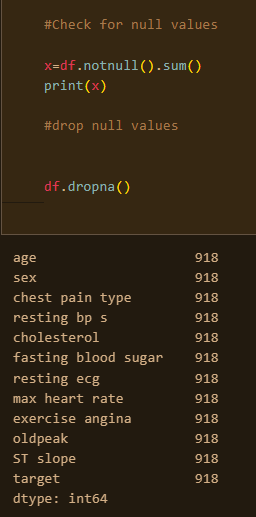 #Check for null values
x=df.notnull().sum()
print(x)
#drop null values
df.dropna()
age 918
sex 918
chest pain type 918
resting bp s 918
cholesterol 918
fasting blood sugar 918
resting ecg 918
max heart rate 918
exercise angina 918
oldpeak 918
ST slope 918
target 918
dtype: int64